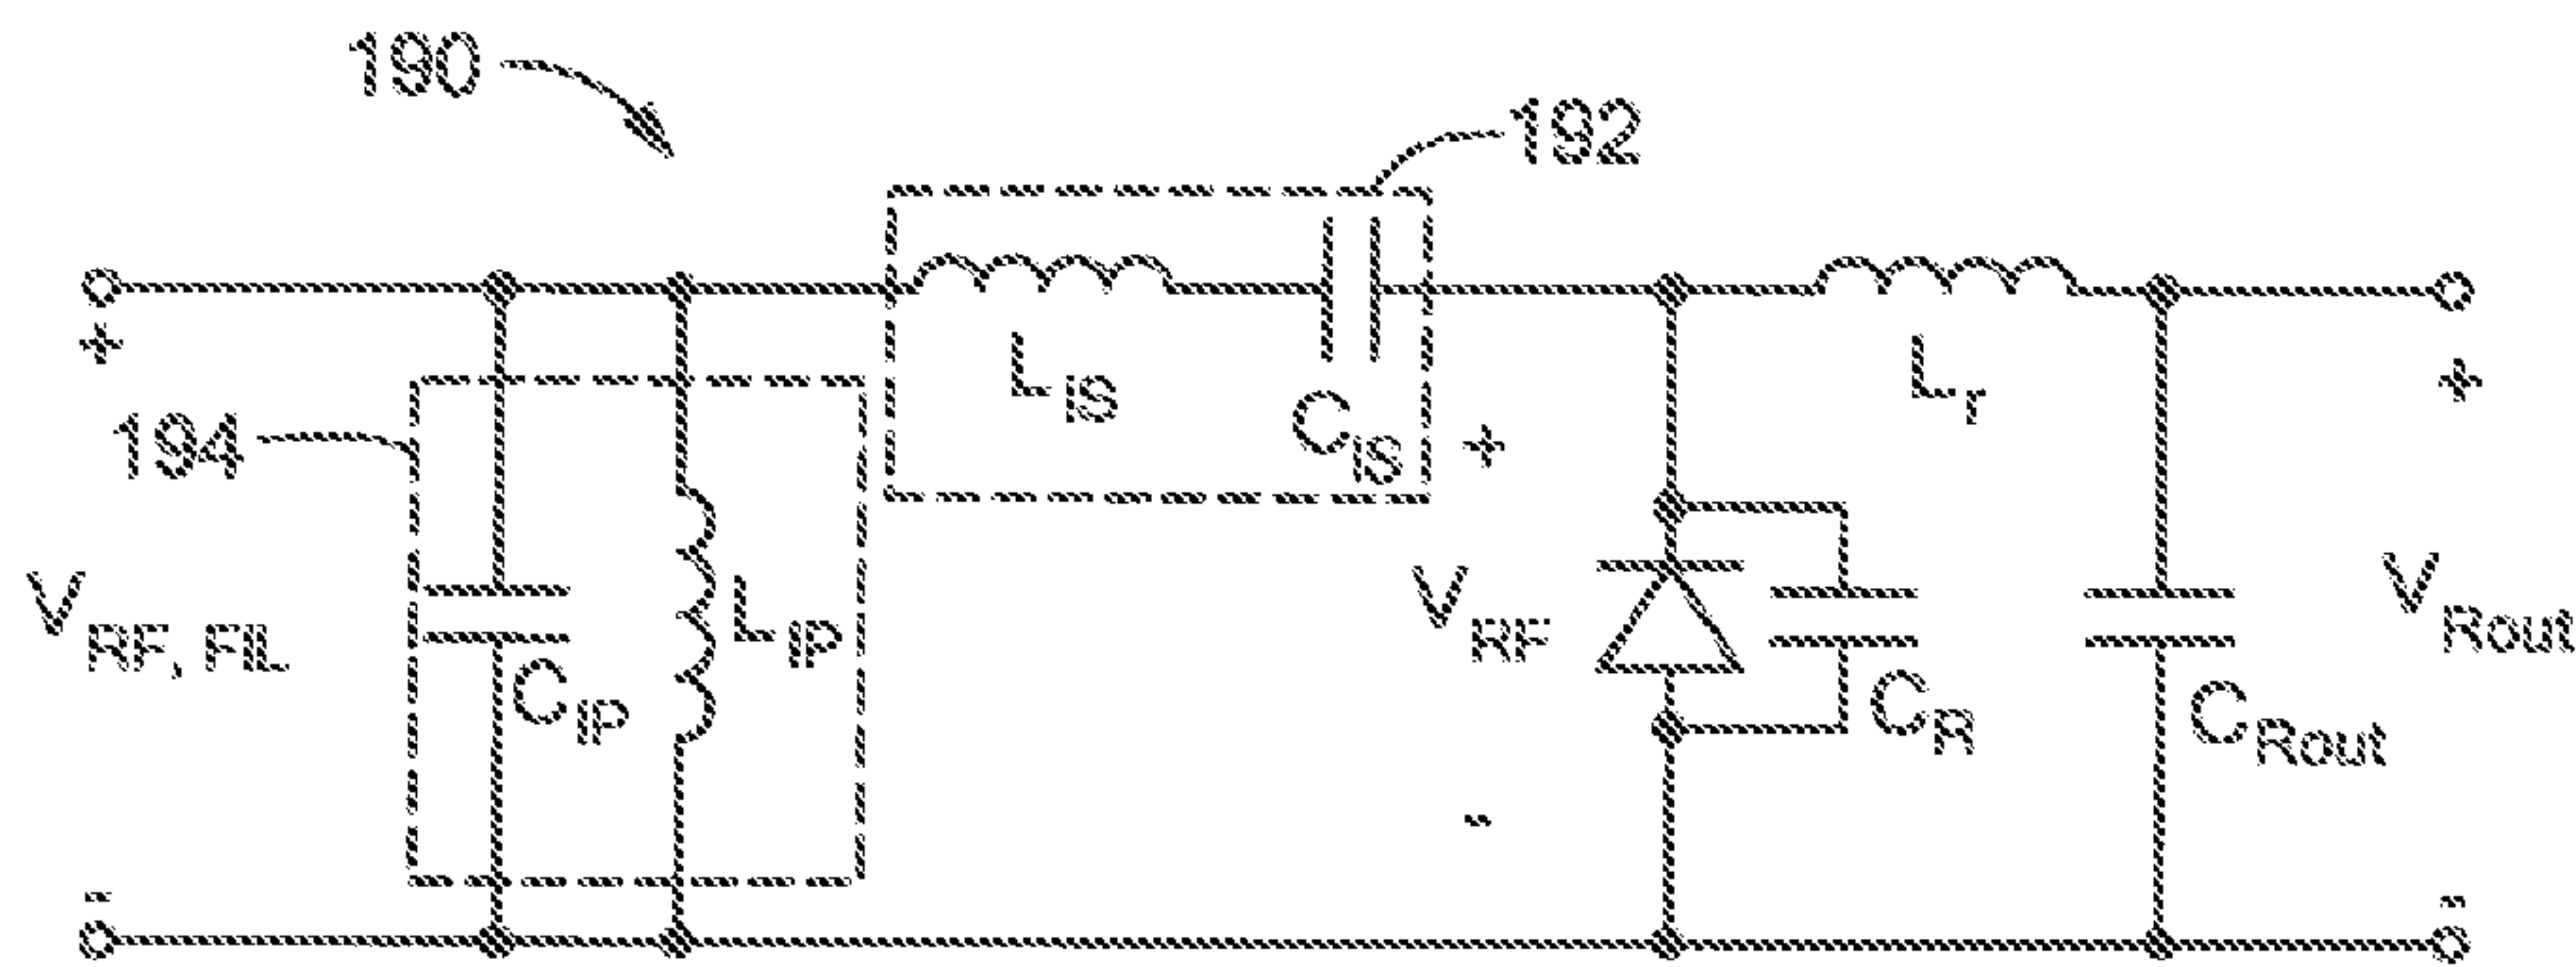 190
192
194
+
+
+
-
-
-
L_IS
C_IS
L_r
V_RF, FIL
C_IP
L_IP
V_RF
C_R
C_Rout
V_Rout